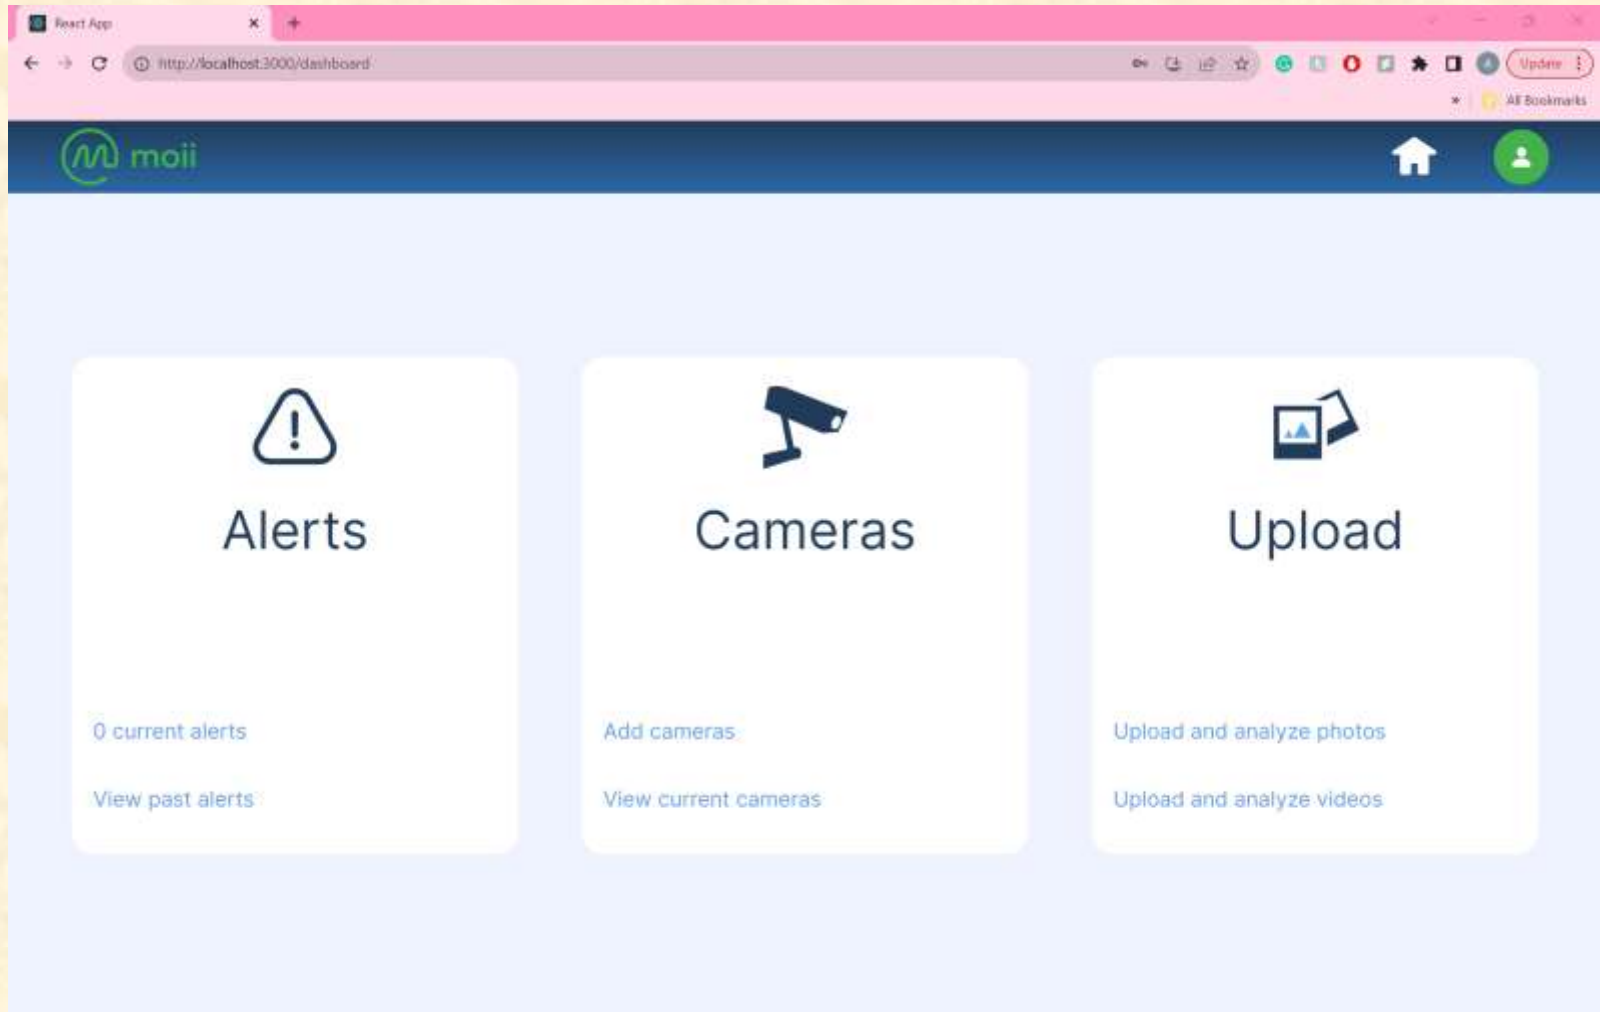 React App
http://localhost:3000/dashboard
Update
All Bookmarks
moii
Alerts
0 current alerts
View past alerts
Cameras
Add cameras
View current cameras
Upload
Upload and analyze photos
Upload and analyze videos